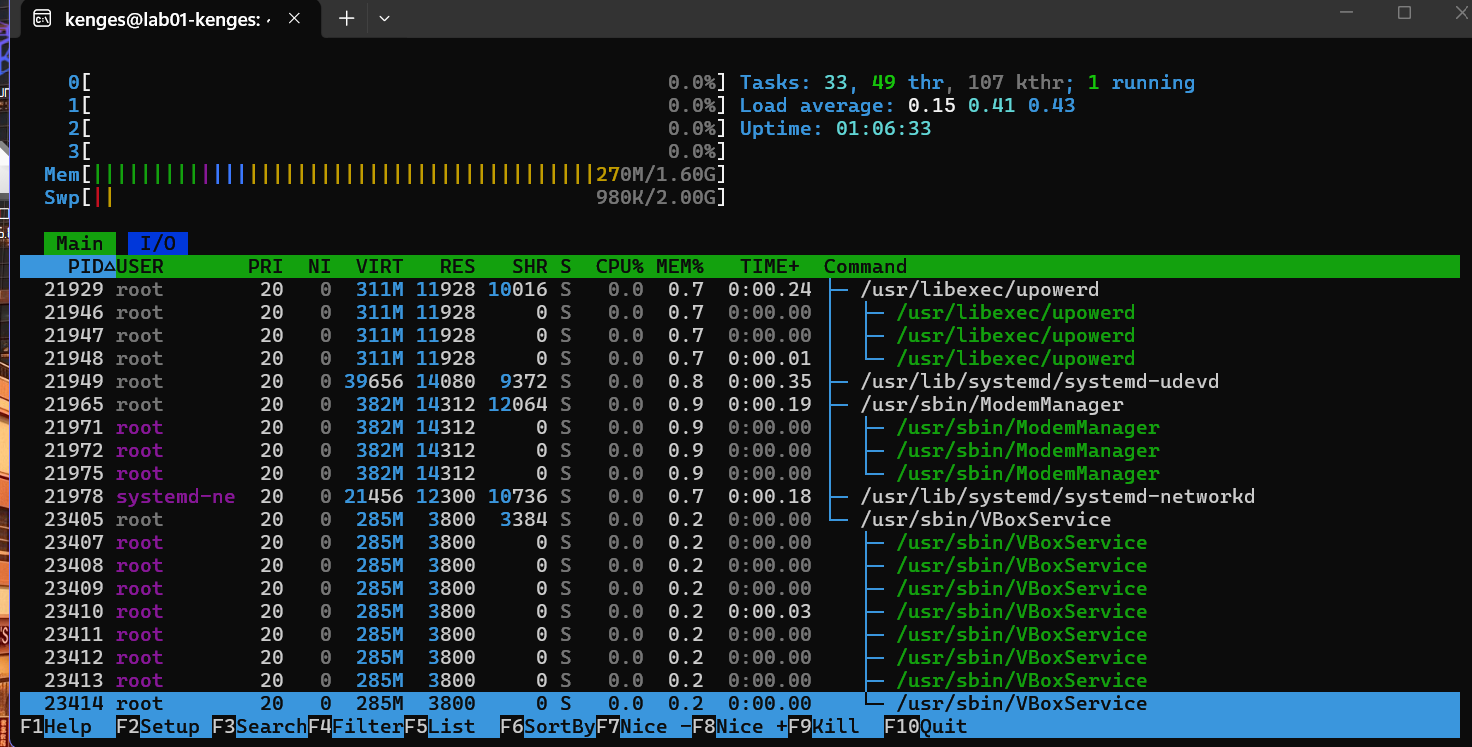 kenges@lab01-kenges: ~
0[ 0.0%] Tasks: 33, 49 thr, 107 kthr; 1 running
1[ 0.0%] Load average: 0.15 0.41 0.43
2[ 0.0%] Uptime: 01:06:33
3[ 0.0%]
Mem[||||||||||||||||||||||||||||||||||||||||||270M/1.60G]
Swp[|| 980K/2.00G]
Main I/O
PID△USER PRI NI VIRT RES SHR S CPU% MEM% TIME+ Command
21929 root 20 0 311M 11928 10016 S 0.0 0.7 0:00.24 ├─ /usr/libexec/upowerd
21946 root 20 0 311M 11928 0 S 0.0 0.7 0:00.00 │ ├─ /usr/libexec/upowerd
21947 root 20 0 311M 11928 0 S 0.0 0.7 0:00.00 │ ├─ /usr/libexec/upowerd
21948 root 20 0 311M 11928 0 S 0.0 0.7 0:00.01 │ └─ /usr/libexec/upowerd
21949 root 20 0 39656 14080 9372 S 0.0 0.8 0:00.35 ├─ /usr/lib/systemd/systemd-udevd
21965 root 20 0 382M 14312 12064 S 0.0 0.9 0:00.19 ├─ /usr/sbin/ModemManager
21971 root 20 0 382M 14312 0 S 0.0 0.9 0:00.00 │ ├─ /usr/sbin/ModemManager
21972 root 20 0 382M 14312 0 S 0.0 0.9 0:00.00 │ ├─ /usr/sbin/ModemManager
21975 root 20 0 382M 14312 0 S 0.0 0.9 0:00.00 │ └─ /usr/sbin/ModemManager
21978 systemd-ne 20 0 21456 12300 10736 S 0.0 0.7 0:00.18 ├─ /usr/lib/systemd/systemd-networkd
23405 root 20 0 285M 3800 3384 S 0.0 0.2 0:00.00 └─ /usr/sbin/VBoxService
23407 root 20 0 285M 3800 0 S 0.0 0.2 0:00.00 ├─ /usr/sbin/VBoxService
23408 root 20 0 285M 3800 0 S 0.0 0.2 0:00.00 ├─ /usr/sbin/VBoxService
23409 root 20 0 285M 3800 0 S 0.0 0.2 0:00.00 ├─ /usr/sbin/VBoxService
23410 root 20 0 285M 3800 0 S 0.0 0.2 0:00.03 ├─ /usr/sbin/VBoxService
23411 root 20 0 285M 3800 0 S 0.0 0.2 0:00.00 ├─ /usr/sbin/VBoxService
23412 root 20 0 285M 3800 0 S 0.0 0.2 0:00.00 ├─ /usr/sbin/VBoxService
23413 root 20 0 285M 3800 0 S 0.0 0.2 0:00.00 ├─ /usr/sbin/VBoxService
23414 root 20 0 285M 3800 0 S 0.0 0.2 0:00.00 └─ /usr/sbin/VBoxService
F1Help F2Setup F3SearchF4FilterF5List F6SortByF7Nice -F8Nice +F9Kill F10Quit